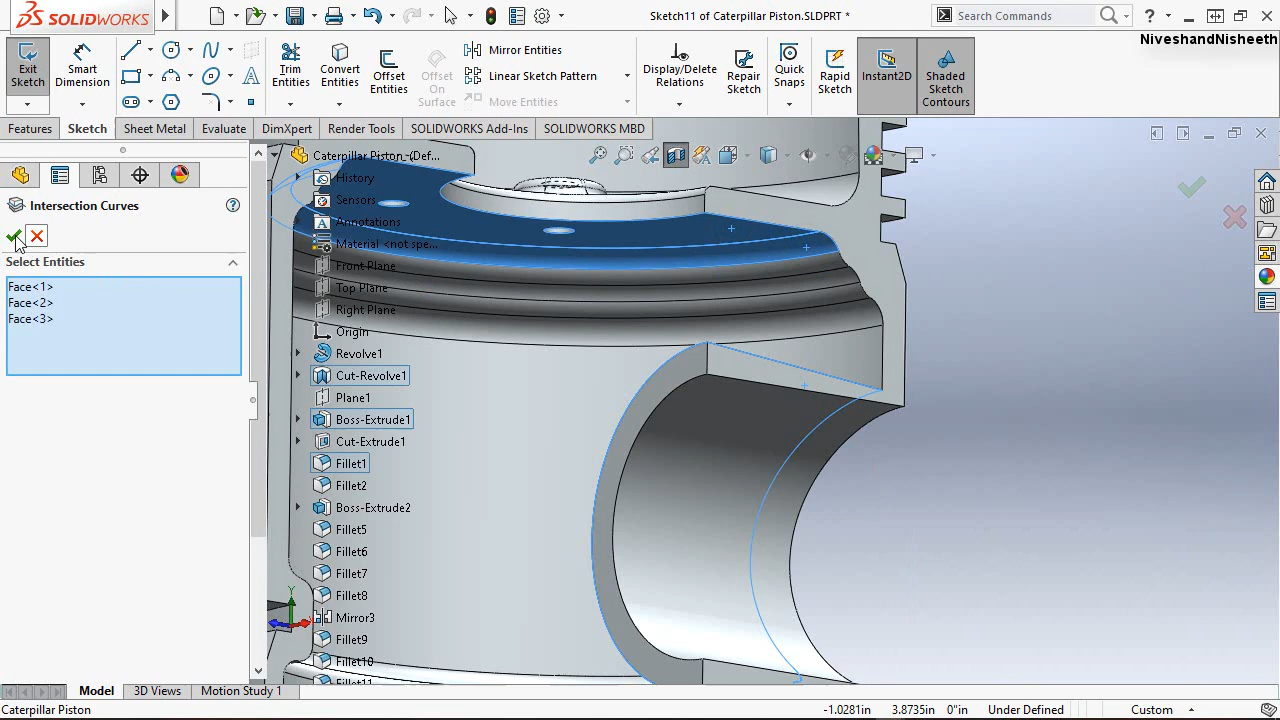 SOLIDWORKS
Sketch11 of Caterpillar Piston.SLDPRT *
Search Commands
?
NiveshandNisheeth
Exit Sketch
Smart Dimension
Trim Entities
Convert Entities
Offset Entities
Offset On Surface
Mirror Entities
Linear Sketch Pattern
Move Entities
Display/Delete Relations
Repair Sketch
Quick Snaps
Rapid Sketch
Instant2D
Shaded Sketch Contours
Features
Sketch
Sheet Metal
Evaluate
DimXpert
Render Tools
SOLIDWORKS Add-Ins
SOLIDWORKS MBD
Intersection Curves
?
Select Entities
Face<1>
Face<2>
Face<3>
Caterpillar Piston (Def...
History
Sensors
Annotations
Material <not spe...
Front Plane
Top Plane
Right Plane
Origin
Revolve1
Cut-Revolve1
Plane1
Boss-Extrude1
Cut-Extrude1
Fillet1
Fillet2
Boss-Extrude2
Fillet5
Fillet6
Fillet7
Fillet8
Mirror3
Fillet9
Fillet10
Fillet11
Y
Model
3D Views
Motion Study 1
Caterpillar Piston
-1.0281in
3.8735in
0"in
Under Defined
Custom